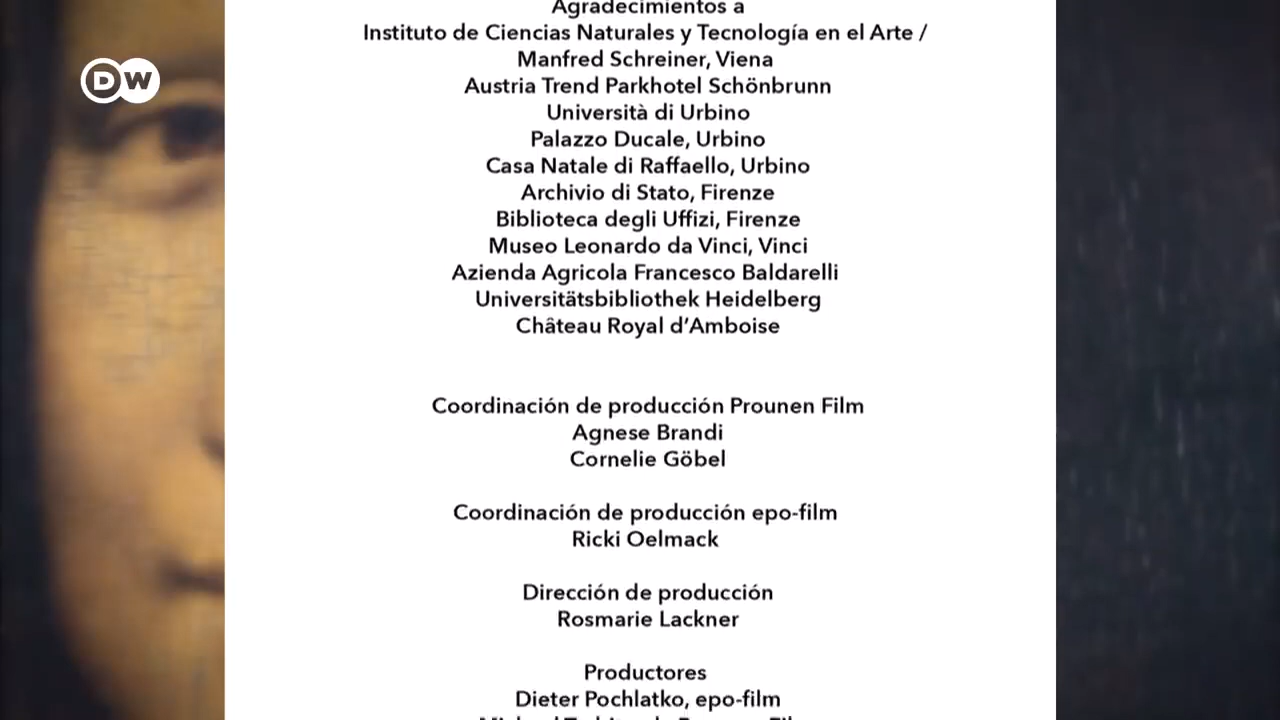 DW
Agradecimientos a
Instituto de Ciencias Naturales y Tecnología en el Arte /
Manfred Schreiner, Viena
Austria Trend Parkhotel Schönbrunn
Università di Urbino
Palazzo Ducale, Urbino
Casa Natale di Raffaello, Urbino
Archivio di Stato, Firenze
Biblioteca degli Uffizi, Firenze
Museo Leonardo da Vinci, Vinci
Azienda Agricola Francesco Baldarelli
Universitätsbibliothek Heidelberg
Château Royal d’Amboise
Coordinación de producción Prounen Film
Agnese Brandi
Cornelie Göbel
Coordinación de producción epo-film
Ricki Oelmack
Dirección de producción
Rosmarie Lackner
Productores
Dieter Pochlatko, epo-film